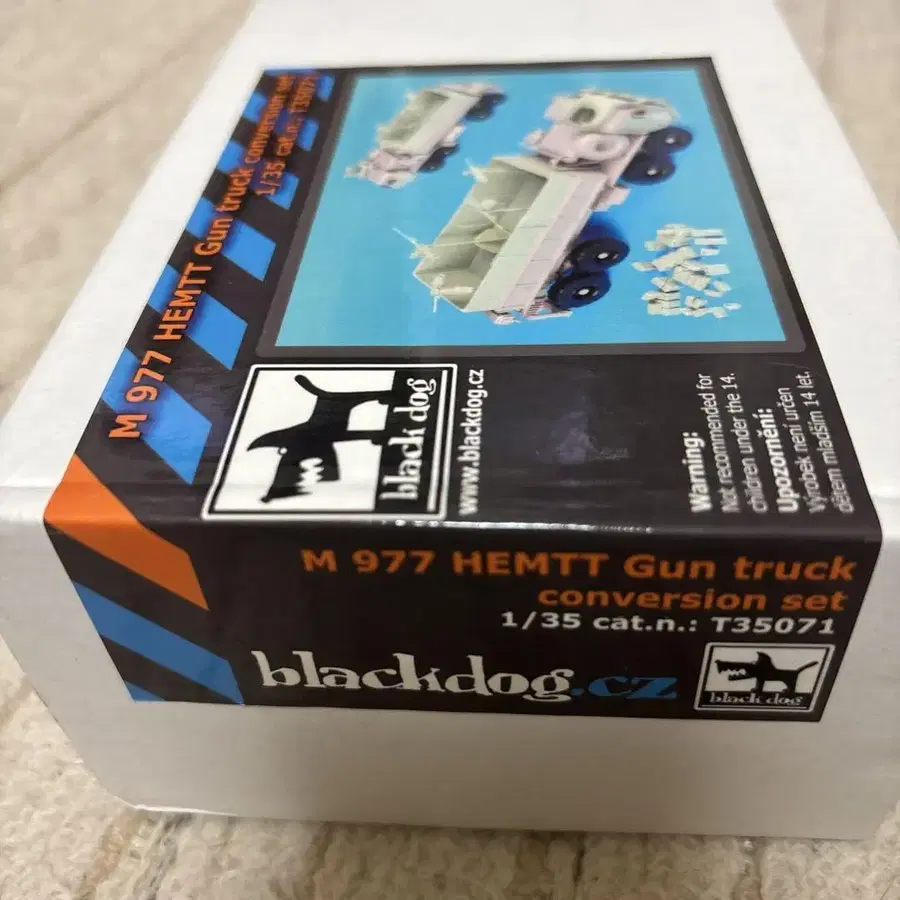 M 977 HEMTT Gun truck conversion set
1/35 cat.n.: T35071
black dog
www.blackdog.cz
Warning:
Not recommended for
children under the 14.
Upozornění:
Výrobek není určen
dětem mladším 14 let.
M 977 HEMTT Gun truck
conversion set
1/35 cat.n.: T35071
blackdog.cz
black dog